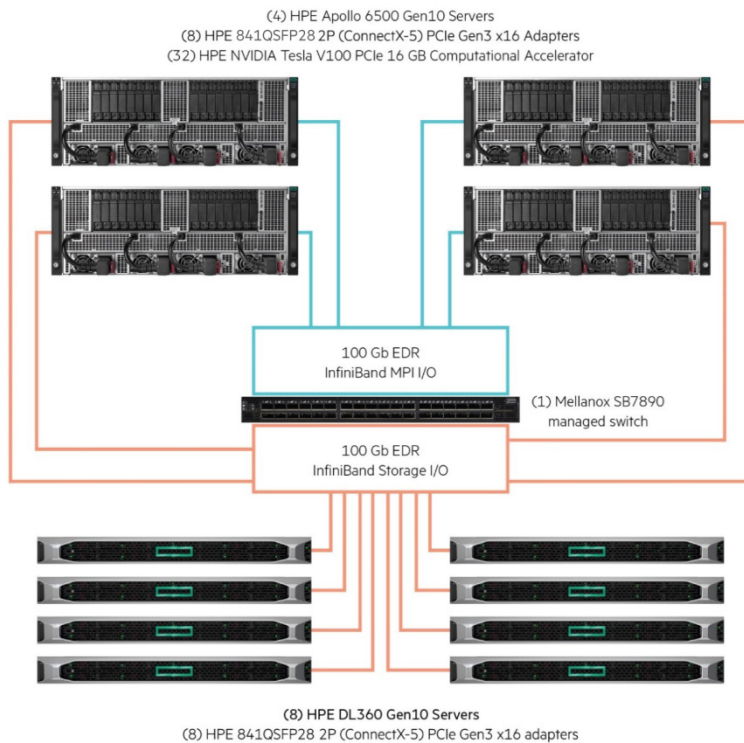 (4) HPE Apollo 6500 Gen10 Servers
(8) HPE 841QSFP28 2P (ConnectX-5) PCIe Gen3 x16 Adapters
(32) HPE NVIDIA Tesla V100 PCIe 16 GB Computational Accelerator
100 Gb EDR
InfiniBand MPI I/O
(1) Mellanox SB7890
managed switch
100 Gb EDR
InfiniBand Storage I/O
(8) HPE DL360 Gen10 Servers
(8) HPE 841QSFP28 2P (ConnectX-5) PCIe Gen3 x16 adapters